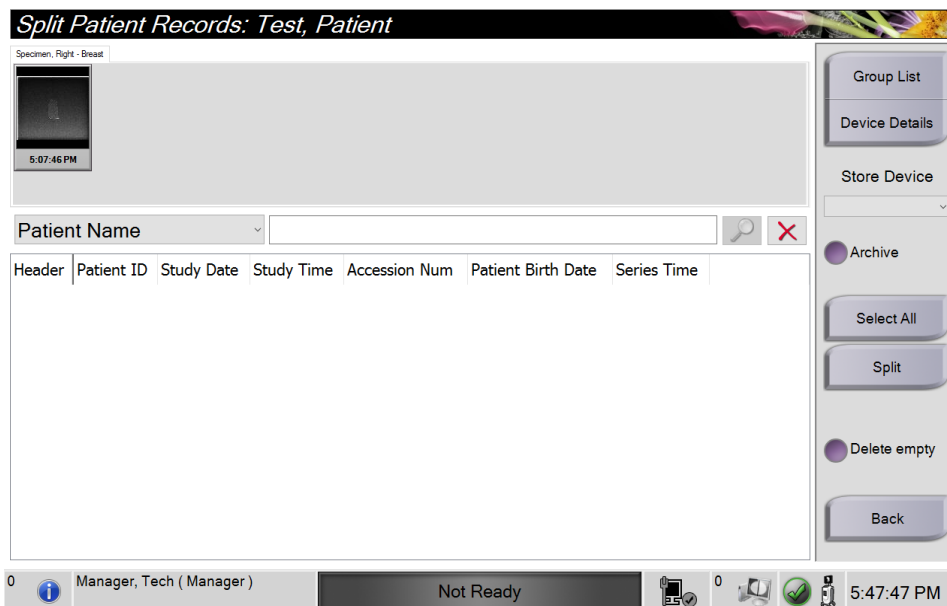 Split Patient Records: Test, Patient
Specimen, Right - Breast
5:07:46 PM
Patient Name
Header Patient ID Study Date Study Time Accession Num Patient Birth Date Series Time
Group List
Device Details
Store Device
Archive
Select All
Split
Delete empty
Back
0
Manager, Tech ( Manager )
Not Ready
0
5:47:47 PM